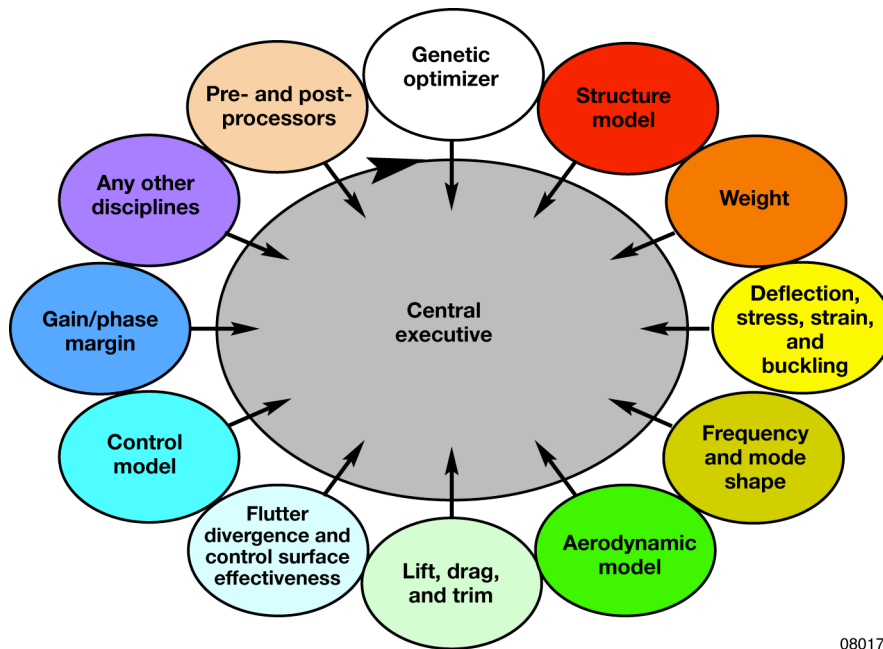 Genetic
optimizer
Structure
model
Weight
Deflection,
stress, strain,
and
buckling
Frequency
and mode
shape
Aerodynamic
model
Lift, drag,
and trim
Flutter
divergence and
control surface
effectiveness
Control
model
Gain/phase
margin
Any other
disciplines
Pre- and post-
processors
Central
executive
08017